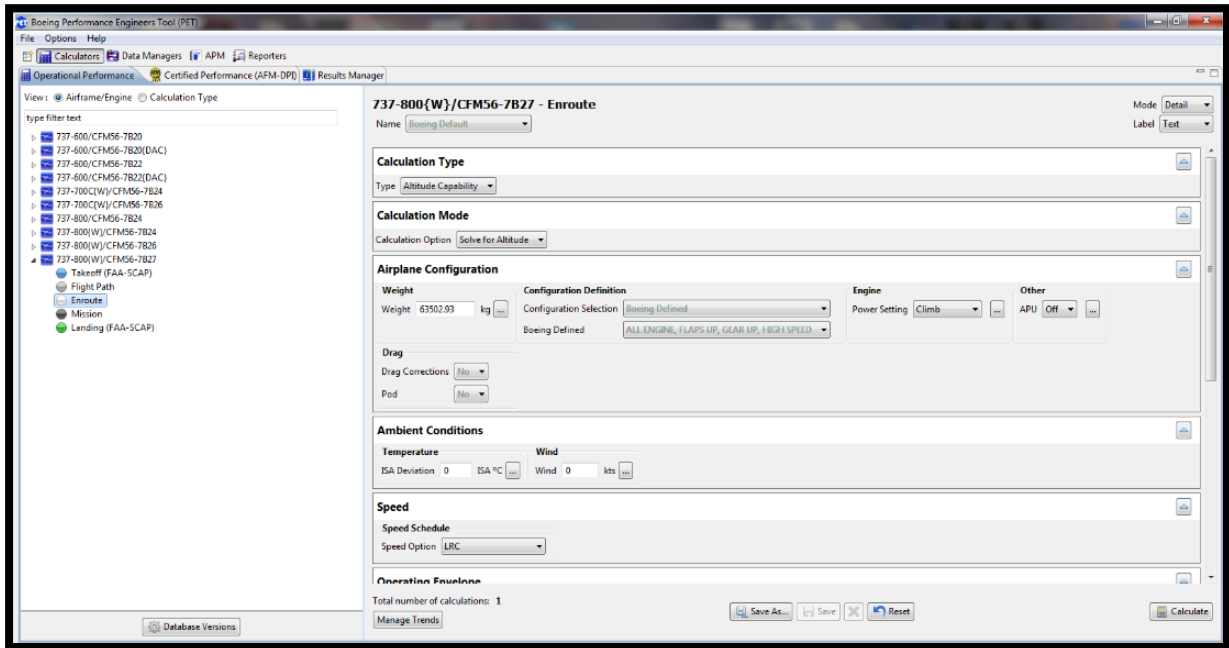 Boeing Performance Engineers Tool (PET)
File Options Help
Calculators Data Managers APM Reporters
Operational Performance Certified Performance (AFM-DPI) Results Manager
View: Airframe/Engine Calculation Type
type filter text
737-600/CFM56-7B20
737-600/CFM56-7B20{DAC}
737-600/CFM56-7B22
737-600/CFM56-7B22{DAC}
737-700C{W}/CFM56-7B24
737-700C{W}/CFM56-7B26
737-800/CFM56-7B24
737-800{W}/CFM56-7B24
737-800{W}/CFM56-7B26
737-800{W}/CFM56-7B27
Takeoff (FAA-SCAP)
Flight Path
Enroute
Mission
Landing (FAA-SCAP)
Database Versions
737-800{W}/CFM56-7B27 - Enroute
Mode Detail
Name Boeing Default
Label Text
Calculation Type
Type Altitude Capability
Calculation Mode
Calculation Option Solve for Altitude
Airplane Configuration
Weight Configuration Definition Engine Other
Weight 63502.93 kg ... Configuration Selection Boeing Defined Power Setting Climb ... APU Off ...
Boeing Defined ALL ENGINE, FLAPS UP, GEAR UP, HIGH SPEED
Drag
Drag Corrections No
Pod No
Ambient Conditions
Temperature Wind
ISA Deviation 0 ISA °C ... Wind 0 kts ...
Speed
Speed Schedule
Speed Option LRC
Operating Envelope
Total number of calculations: 1
Manage Trends Save As... Save Reset Calculate